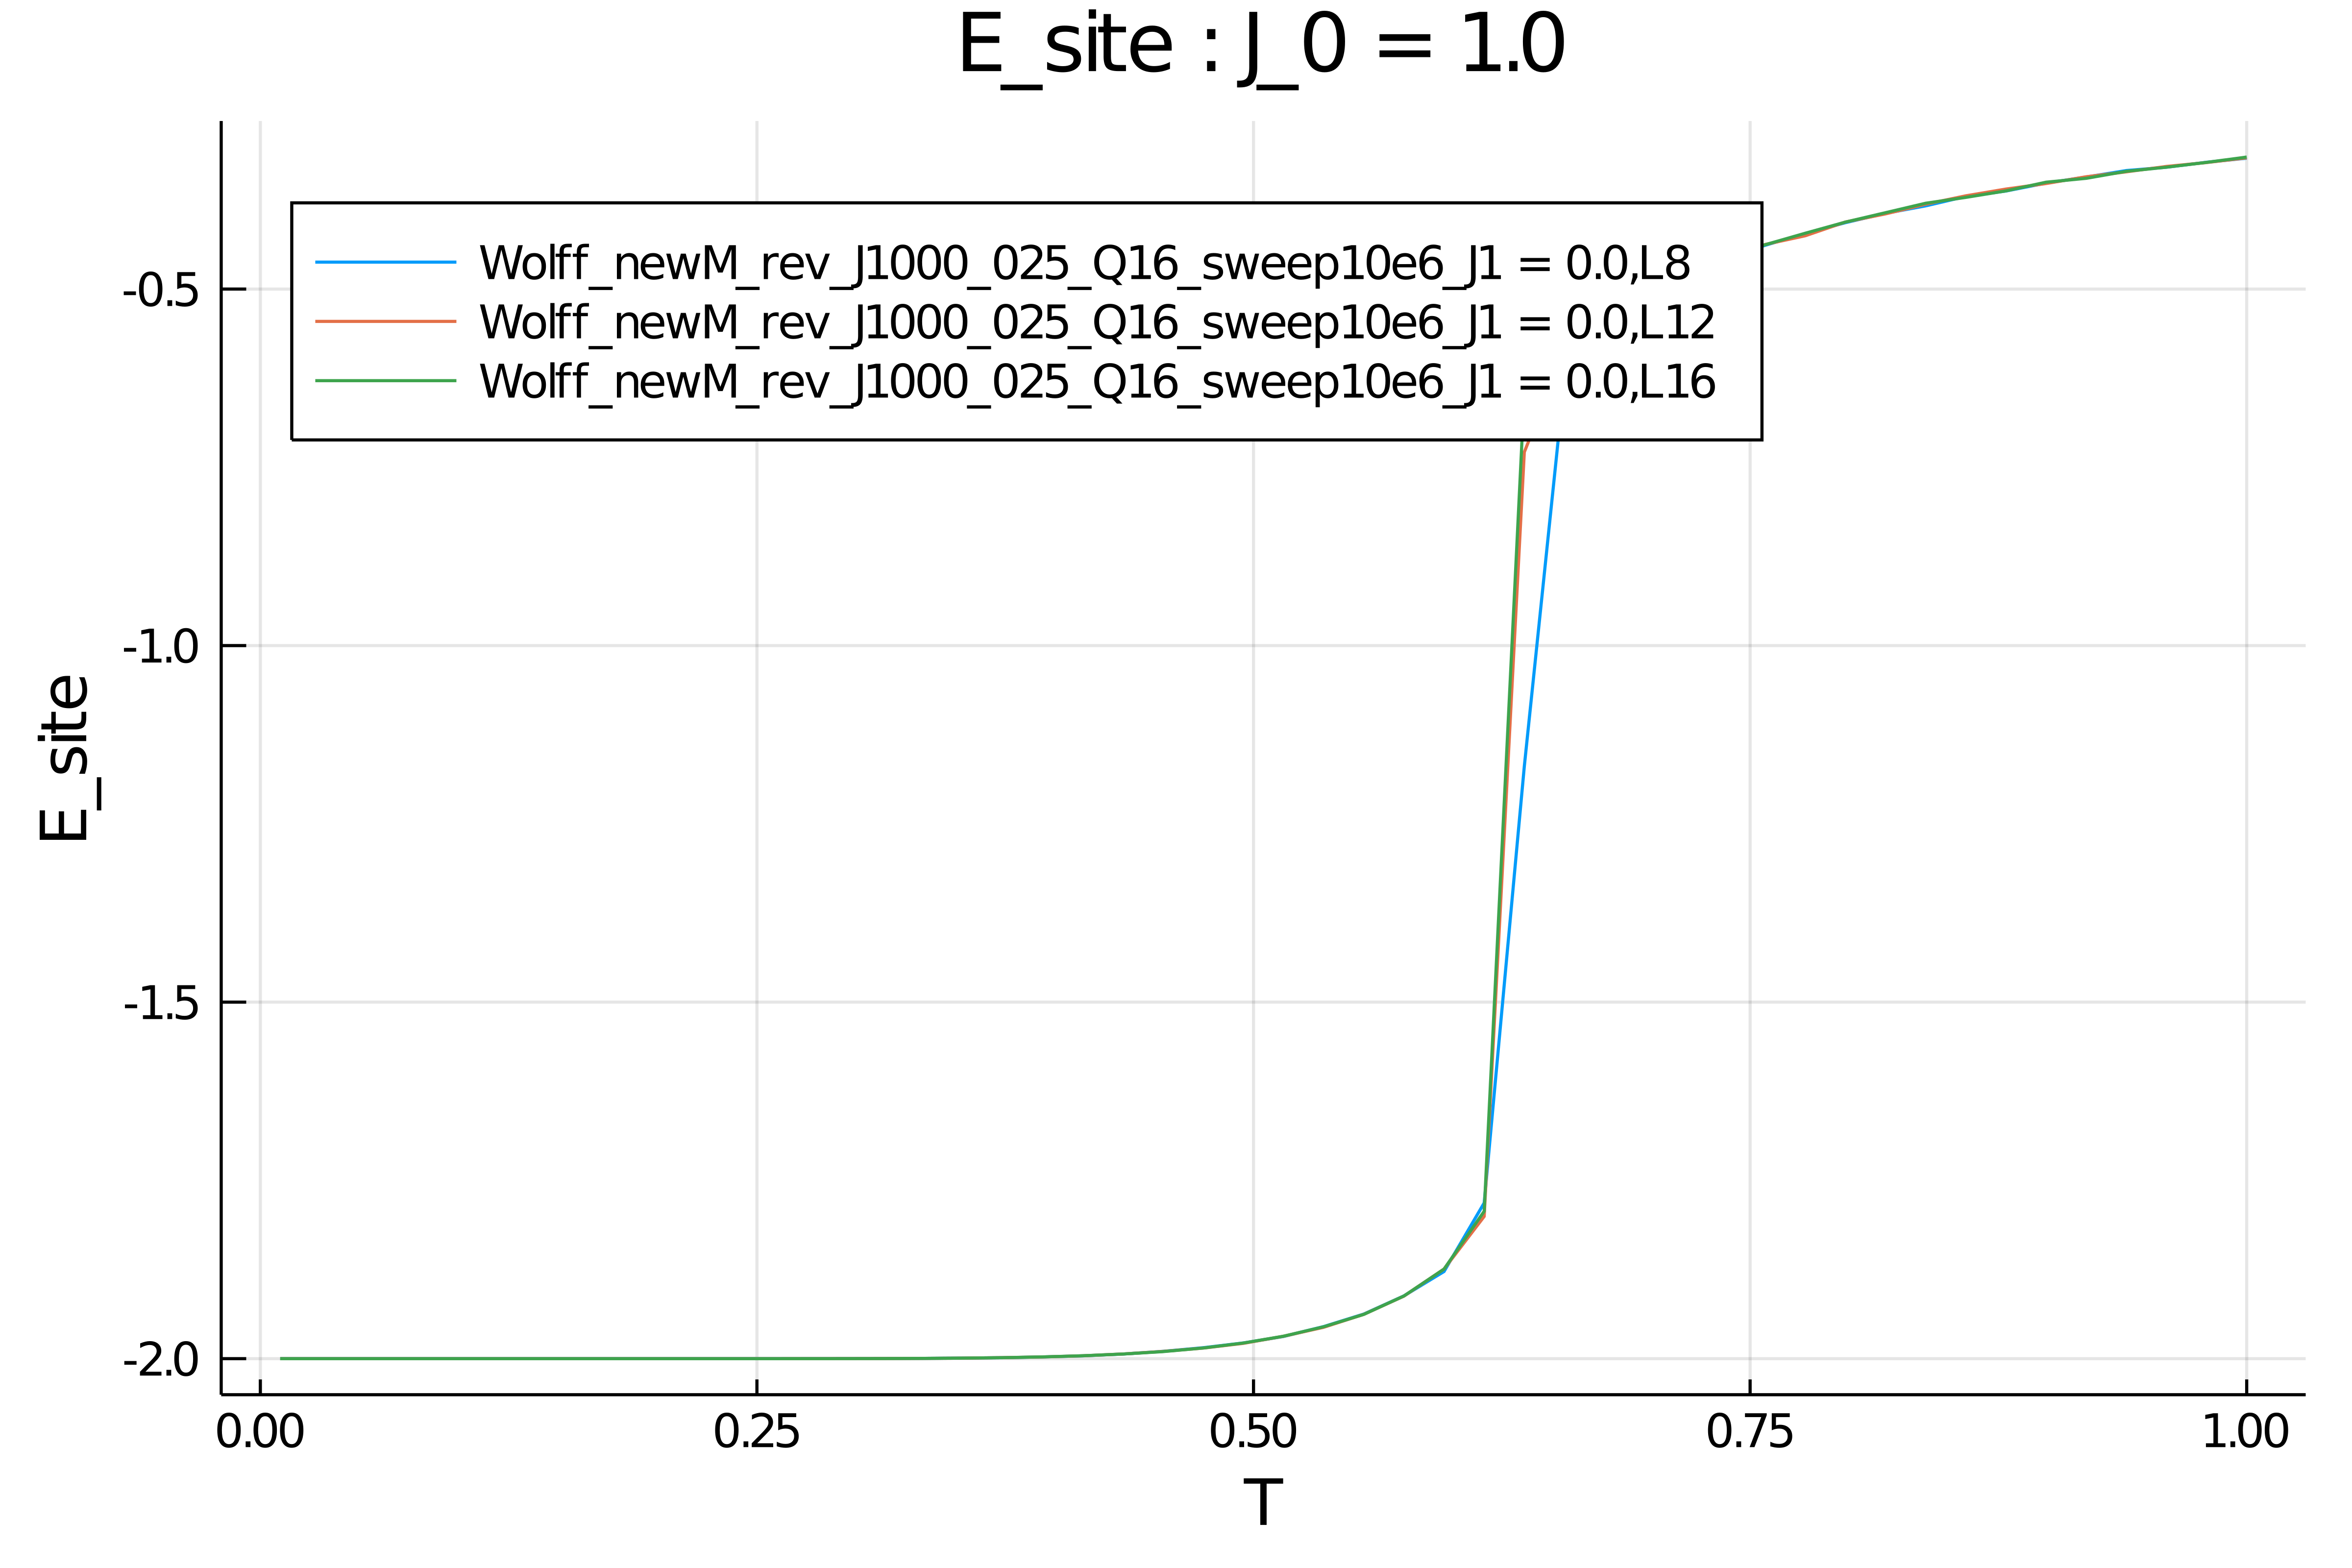 E_site : J_0 = 1.0
Wolff_newM_rev_J1000_025_Q16_sweep10e6_J1 = 0.0,L8
Wolff_newM_rev_J1000_025_Q16_sweep10e6_J1 = 0.0,L12
Wolff_newM_rev_J1000_025_Q16_sweep10e6_J1 = 0.0,L16
-0.5
-1.0
-1.5
-2.0
E_site
0.00
0.25
0.50
0.75
1.00
T